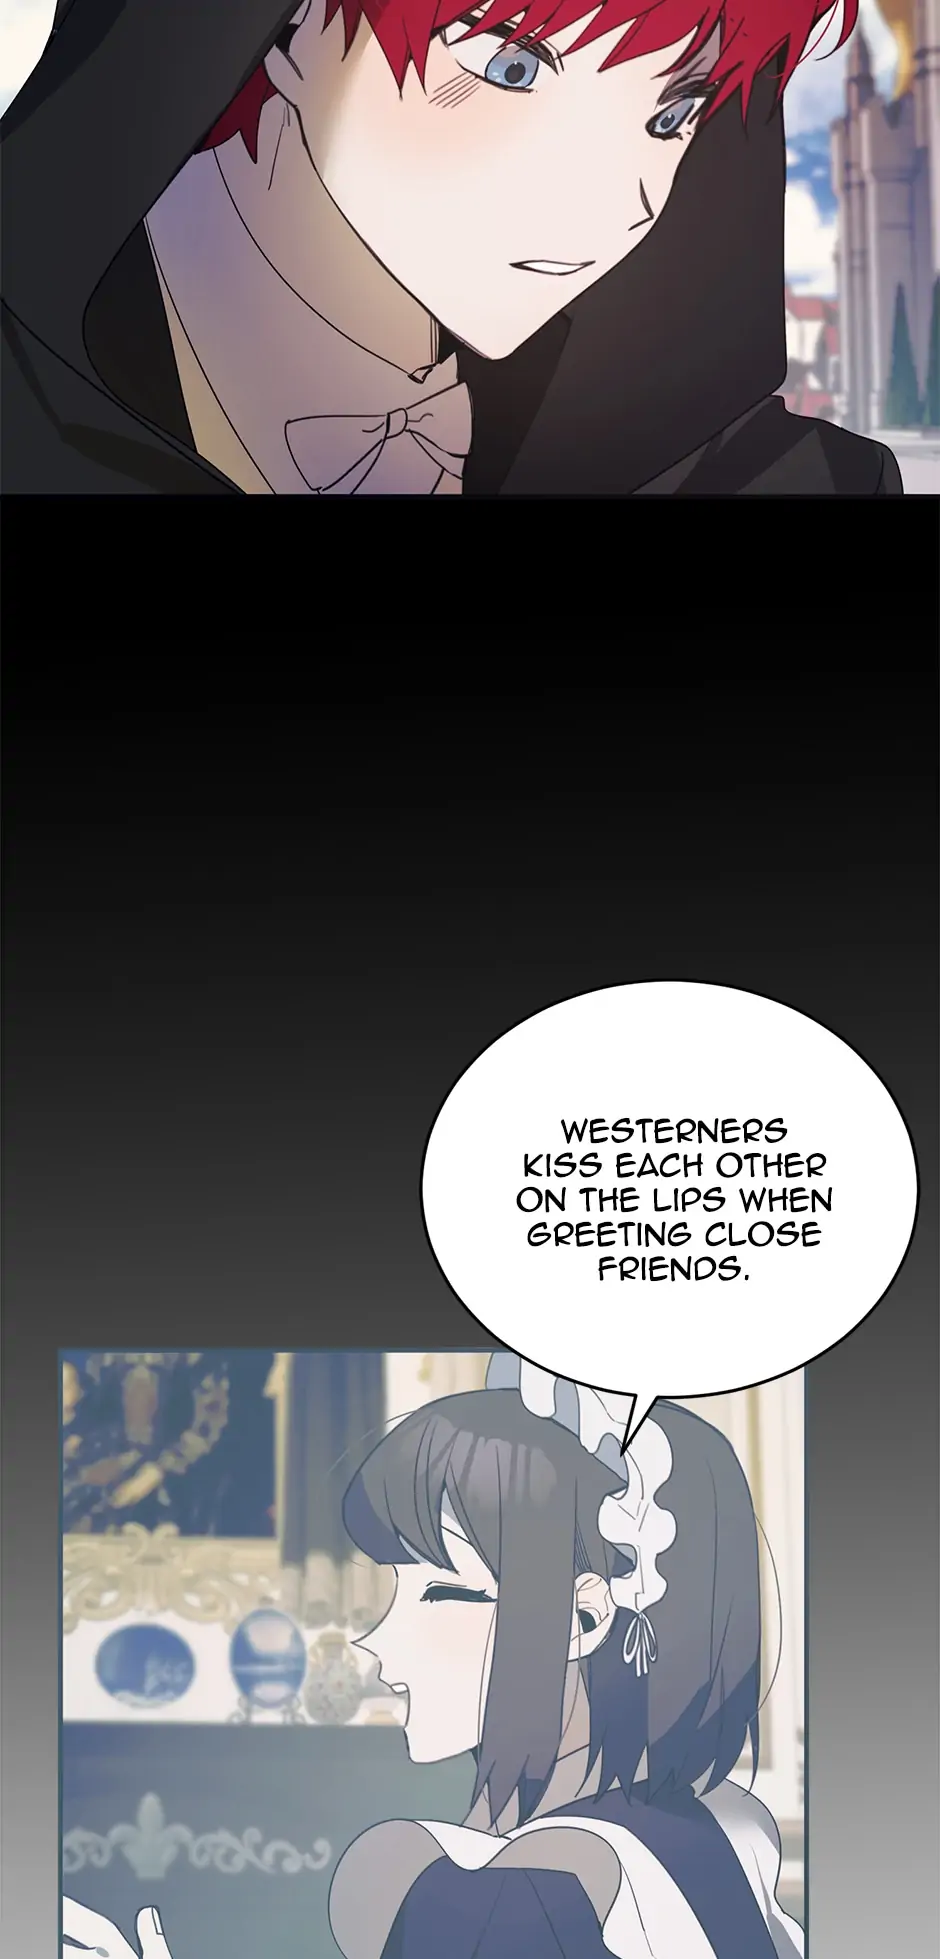 WESTERNERS
KISS EACH OTHER
ON THE LIPS WHEN
GREETING CLOSE
FRIENDS.